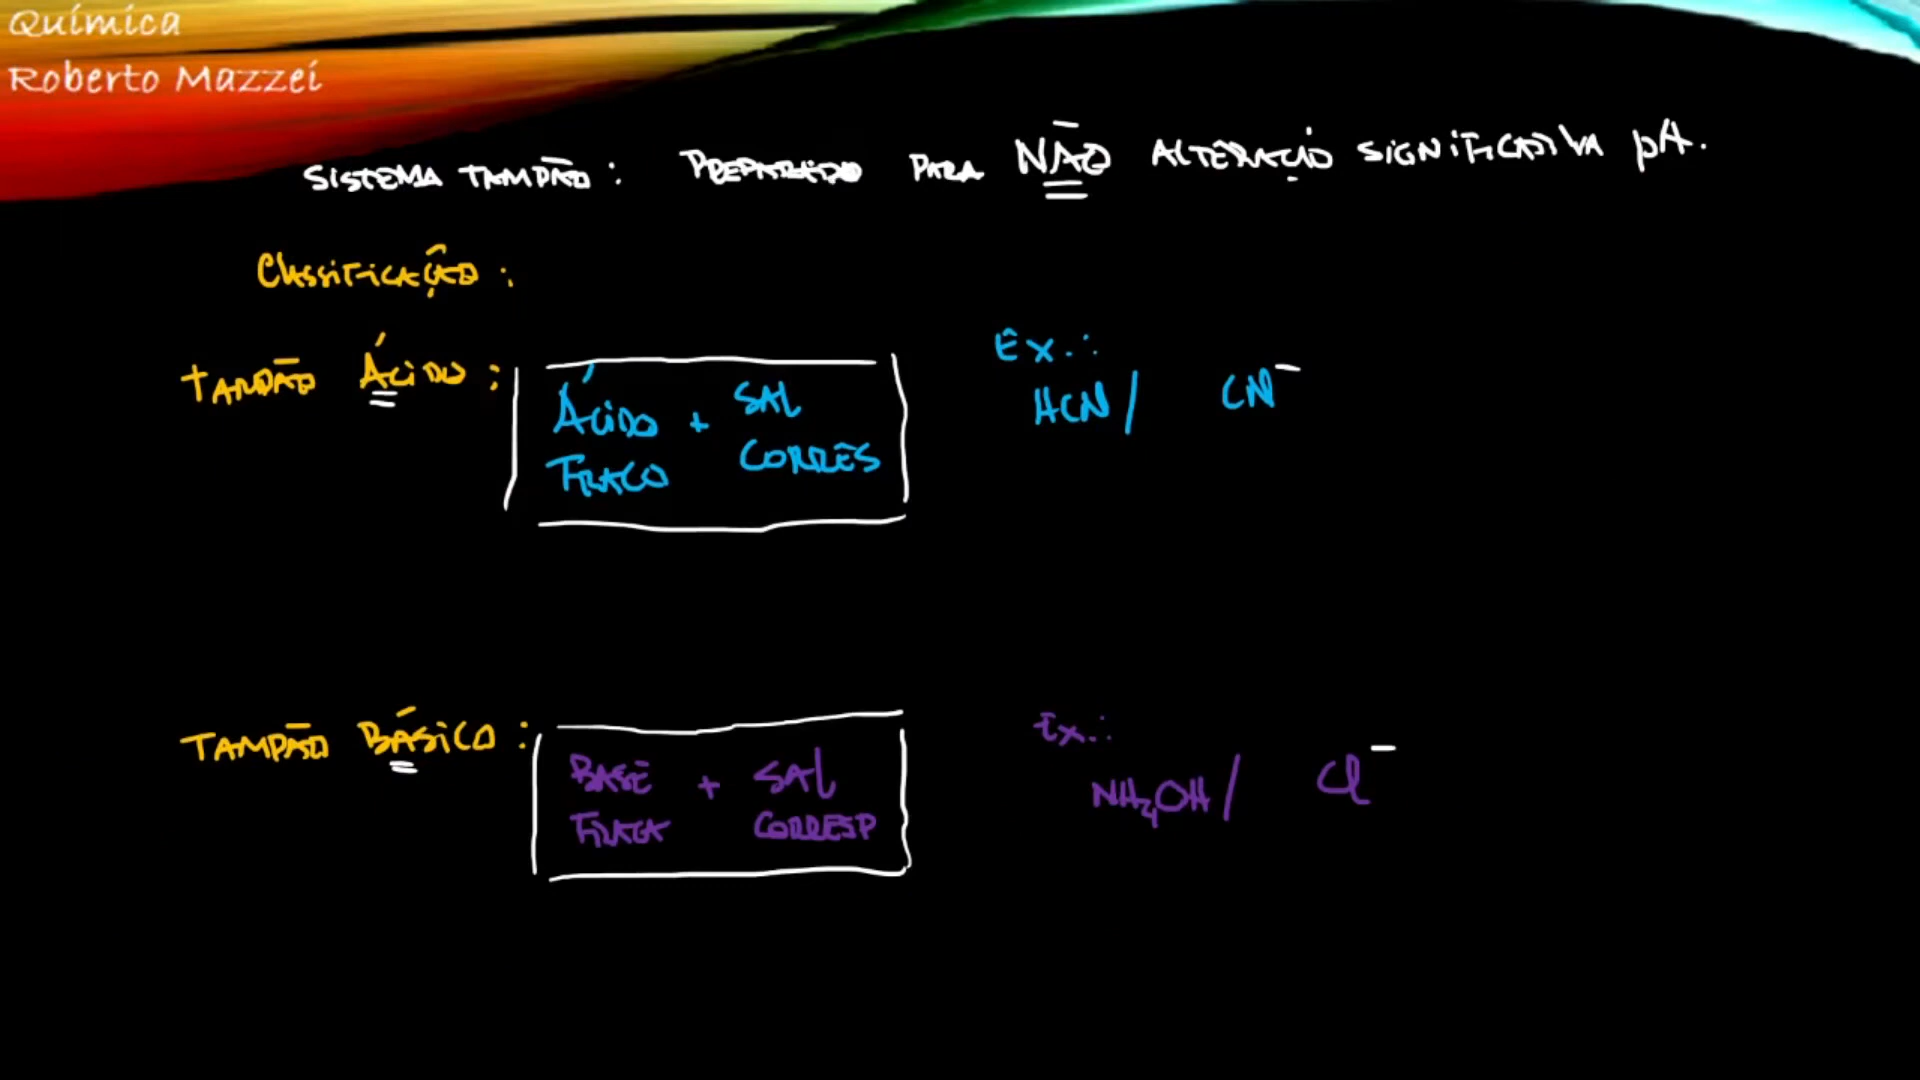 Química
Roberto Mazzei
SISTEMA TAMPÃO: PREPARADO PARA NÃO ALTERAÇÃO SIGNIFICATIVA pH.
Classificação:
TAMPÃO ÁCIDO:
ÁCIDO + SAL
FRACO CORRES
Ex.:
HCN/ CN⁻
TAMPÃO BÁSICO:
BASE + SAL
FRACA CORRESP
Ex.:
NH₄OH/ Cl⁻